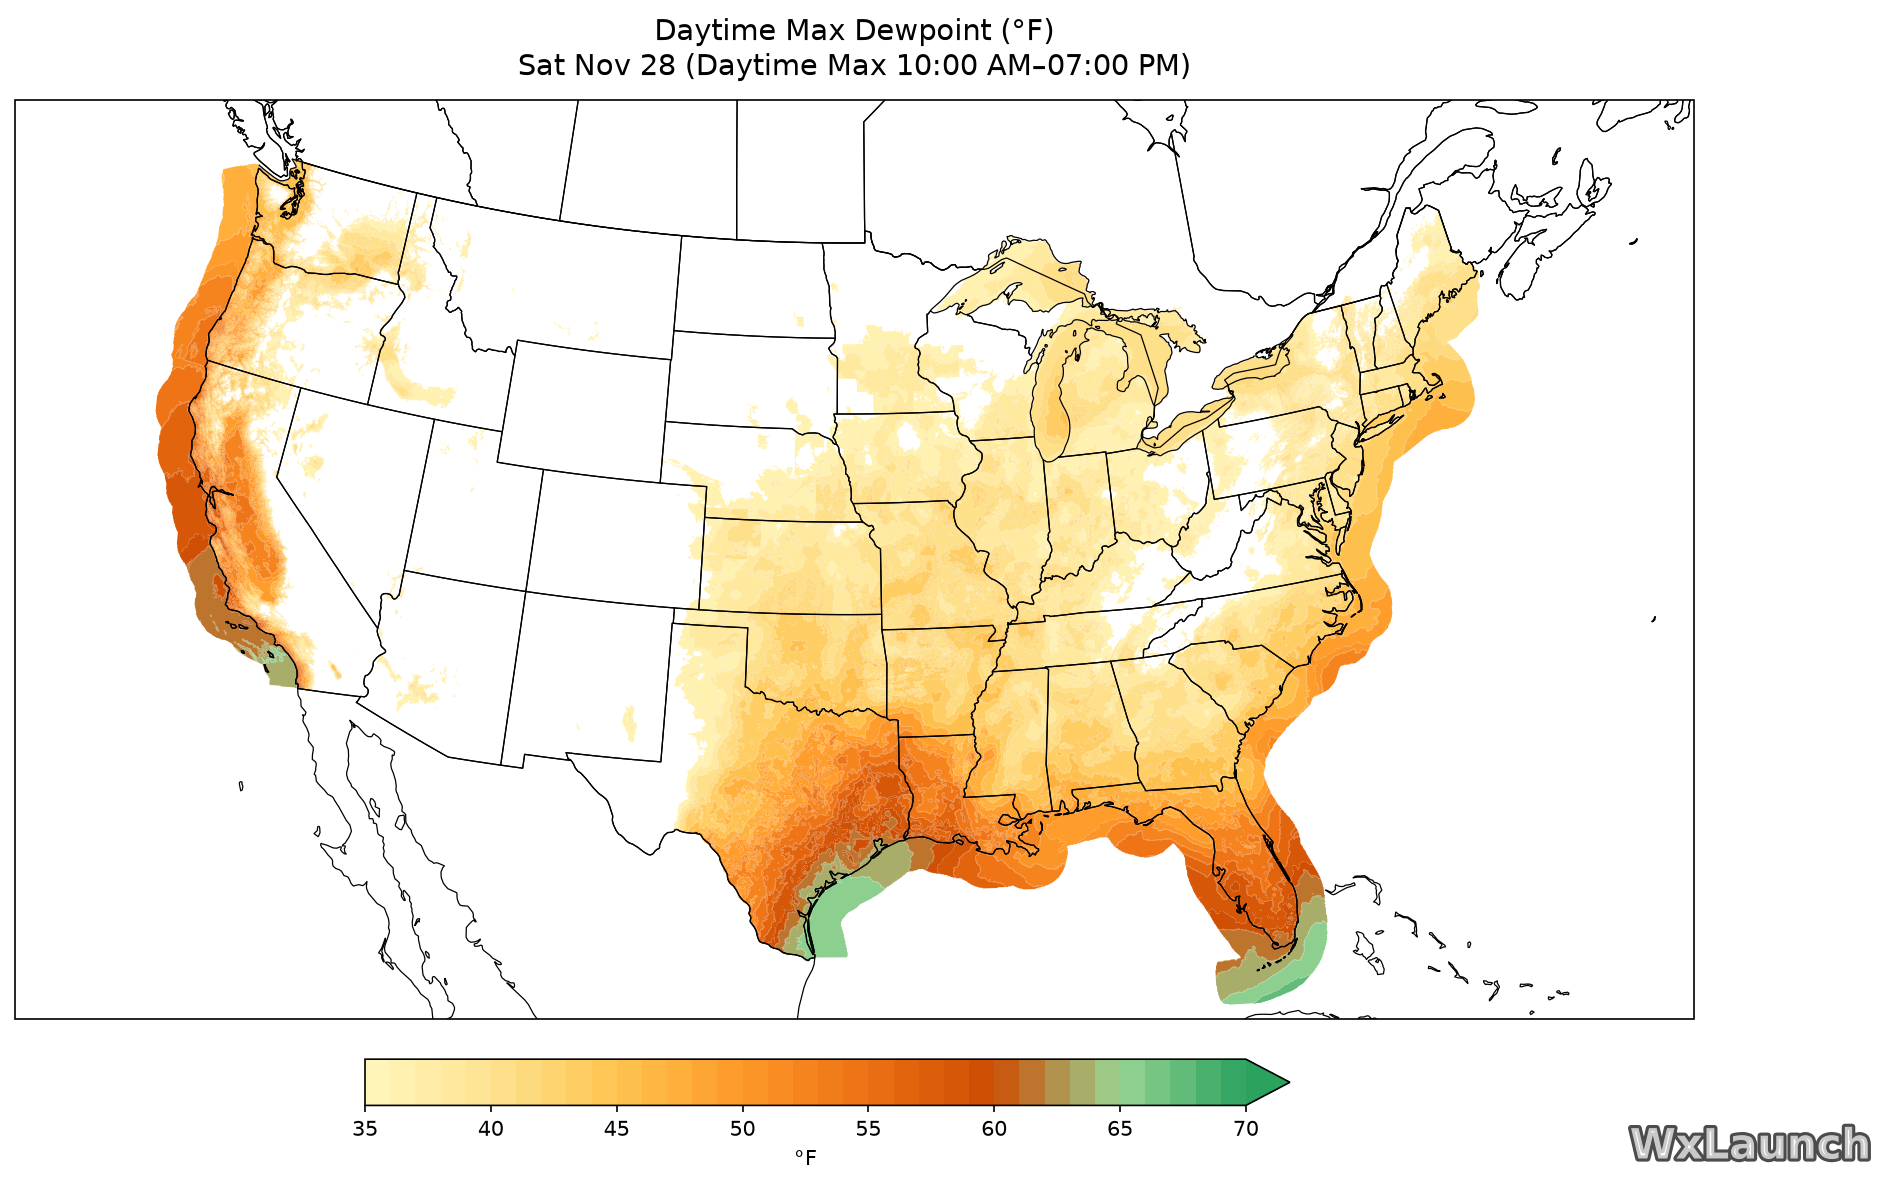 Daytime Max Dewpoint (°F)
Sat Nov 28 (Daytime Max 10:00 AM–07:00 PM)
35 40 45 50 55 60 65 70
°F
WxLaunch